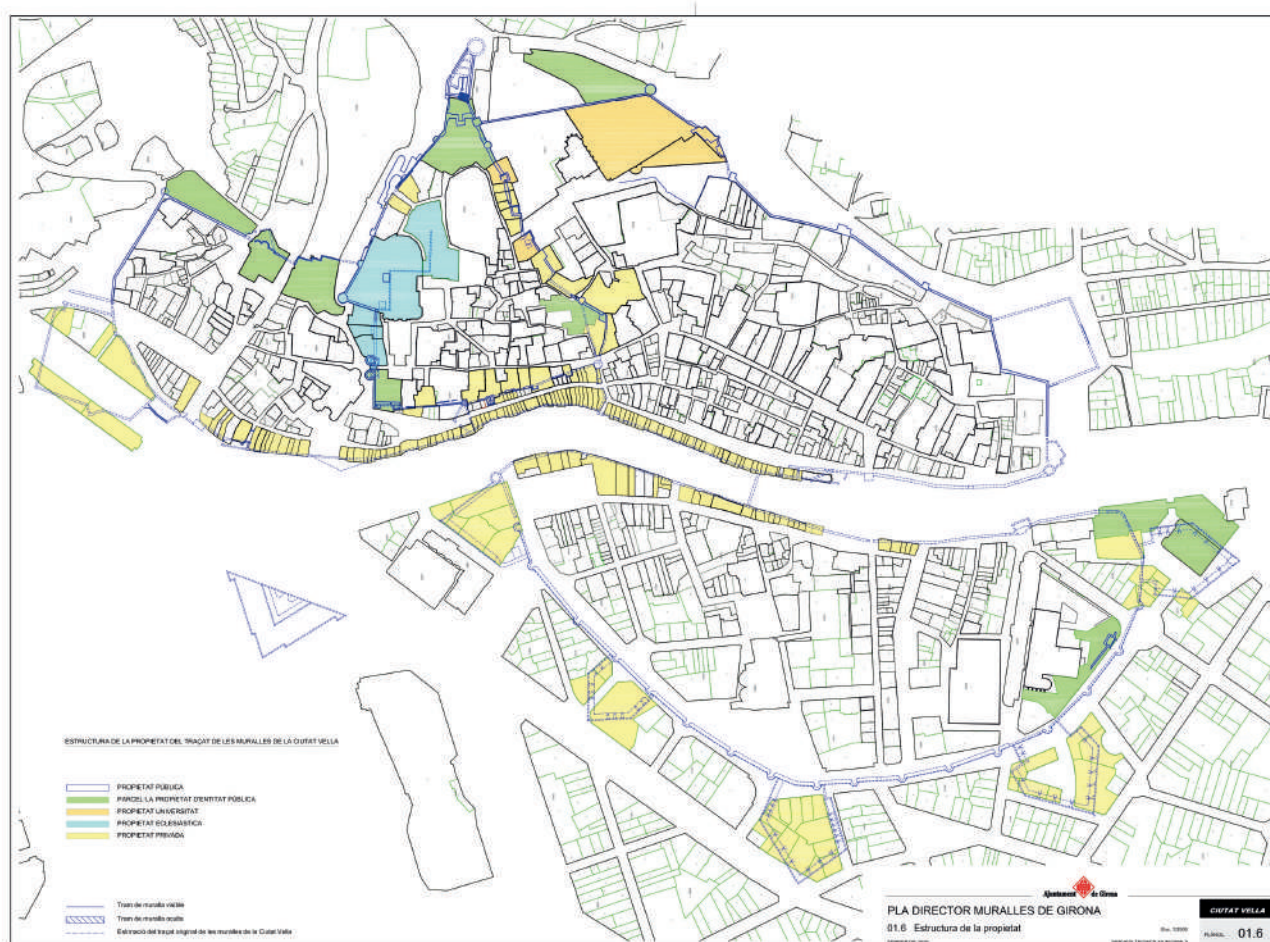 ESTRUCTURA DE LA PROPIETAT DEL TRAÇAT DE LES MURALLES DE LA CIUTAT VELLA
PROPIETAT PÚBLICA
PARCEL·LA PROPIETAT D'ENTITAT PÚBLICA
PROPIETAT UNIVERSITAT
PROPIETAT ECLESIÀSTICA
PROPIETAT PRIVADA
Tram de muralla visible
Tram de muralla oculta
Estimació del traçat original de les muralles de la Ciutat Vella
Ajuntament de Girona
PLA DIRECTOR MURALLES DE GIRONA
01.6 Estructura de la propietat
CIUTAT VELLA
PLÀNOL 01.6